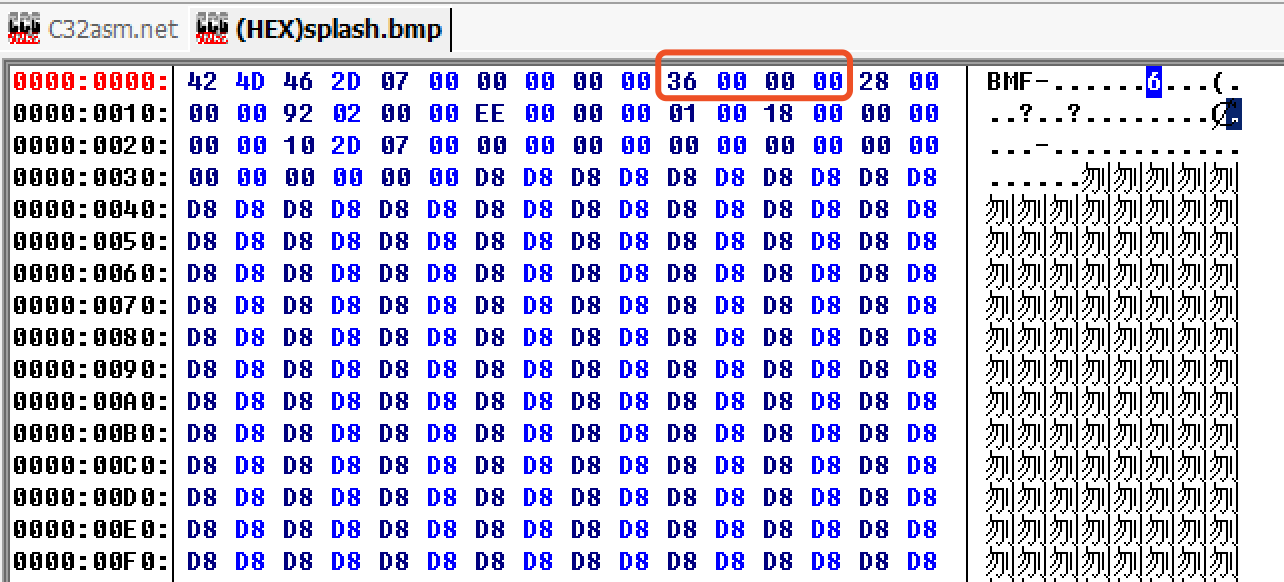 C32asm.net (HEX)splash.bmp
0000:0000: 42 4D 46 2D 07 00 00 00 00 00 36 00 00 00 28 00 BMF-......6...(.
0000:0010: 00 00 92 02 00 00 EE 00 00 00 01 00 18 00 00 00 ..?..?........
0000:0020: 00 00 10 2D 07 00 00 00 00 00 00 00 00 00 00 00 ...-............
0000:0030: 00 00 00 00 00 00 D8 D8 D8 D8 D8 D8 D8 D8 D8 D8 ......刎刎刎刎刎
0000:0040: D8 D8 D8 D8 D8 D8 D8 D8 D8 D8 D8 D8 D8 D8 D8 D8 刎刎刎刎刎刎刎刎
0000:0050: D8 D8 D8 D8 D8 D8 D8 D8 D8 D8 D8 D8 D8 D8 D8 D8 刎刎刎刎刎刎刎刎
0000:0060: D8 D8 D8 D8 D8 D8 D8 D8 D8 D8 D8 D8 D8 D8 D8 D8 刎刎刎刎刎刎刎刎
0000:0070: D8 D8 D8 D8 D8 D8 D8 D8 D8 D8 D8 D8 D8 D8 D8 D8 刎刎刎刎刎刎刎刎
0000:0080: D8 D8 D8 D8 D8 D8 D8 D8 D8 D8 D8 D8 D8 D8 D8 D8 刎刎刎刎刎刎刎刎
0000:0090: D8 D8 D8 D8 D8 D8 D8 D8 D8 D8 D8 D8 D8 D8 D8 D8 刎刎刎刎刎刎刎刎
0000:00A0: D8 D8 D8 D8 D8 D8 D8 D8 D8 D8 D8 D8 D8 D8 D8 D8 刎刎刎刎刎刎刎刎
0000:00B0: D8 D8 D8 D8 D8 D8 D8 D8 D8 D8 D8 D8 D8 D8 D8 D8 刎刎刎刎刎刎刎刎
0000:00C0: D8 D8 D8 D8 D8 D8 D8 D8 D8 D8 D8 D8 D8 D8 D8 D8 刎刎刎刎刎刎刎刎
0000:00D0: D8 D8 D8 D8 D8 D8 D8 D8 D8 D8 D8 D8 D8 D8 D8 D8 刎刎刎刎刎刎刎刎
0000:00E0: D8 D8 D8 D8 D8 D8 D8 D8 D8 D8 D8 D8 D8 D8 D8 D8 刎刎刎刎刎刎刎刎
0000:00F0: D8 D8 D8 D8 D8 D8 D8 D8 D8 D8 D8 D8 D8 D8 D8 D8 刎刎刎刎刎刎刎刎